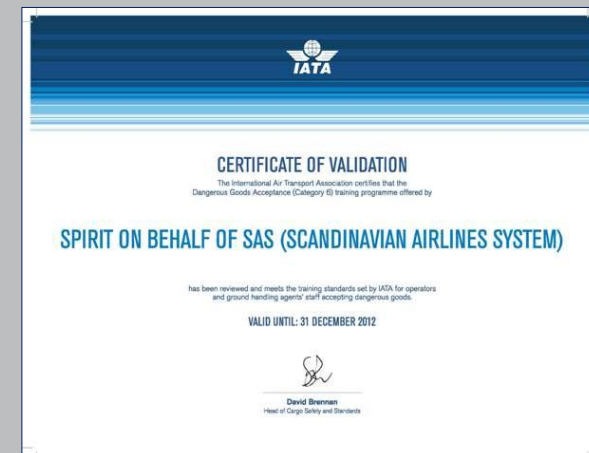 IATA
CERTIFICATE OF VALIDATION
The International Air Transport Association certifies that the
Dangerous Goods Acceptance (Category 6) training programme offered by
SPIRIT ON BEHALF OF SAS (SCANDINAVIAN AIRLINES SYSTEM)
has been reviewed and meets the training standards set by IATA for operators
and ground handling agents' staff accepting dangerous goods.
VALID UNTIL: 31 DECEMBER 2012
David Brennan
Head of Cargo Safety and Standards